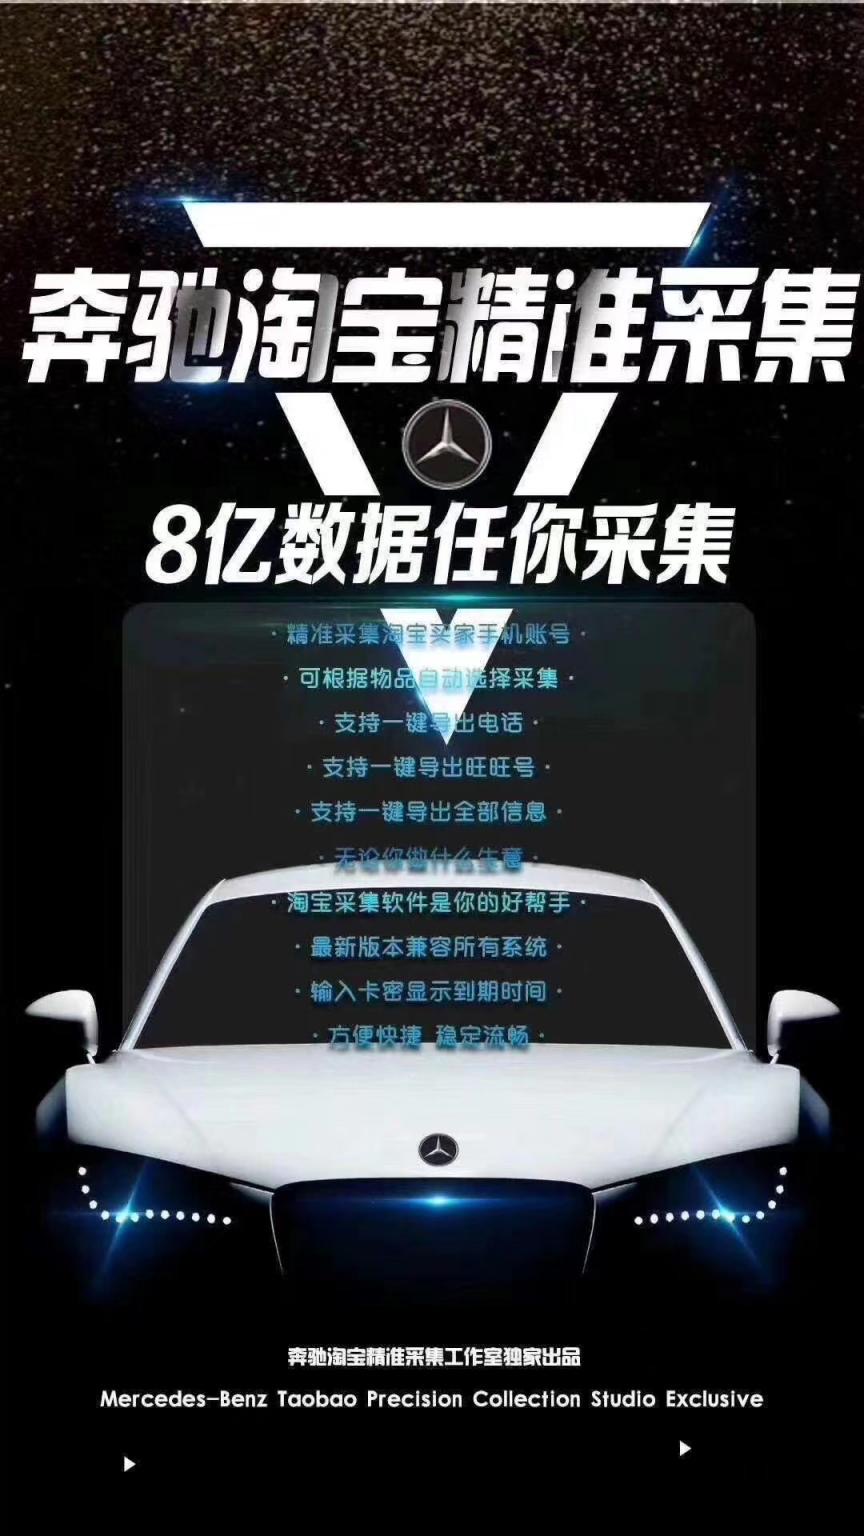 奔驰淘宝精准采集
8亿数据任你采集
·精准采集淘宝买家手机账号·
·可根据物品自动选择采集·
·支持一键导出电话·
·支持一键导出旺旺号·
·支持一键导出全部信息·
·无论你做什么生意·
·淘宝采集软件是你的好帮手·
·最新版本兼容所有系统·
·输入卡密显示到期时间·
·方便快捷 稳定流畅·
奔驰淘宝精准采集工作室独家出品
Mercedes-Benz Taobao Precision Collection Studio Exclusive